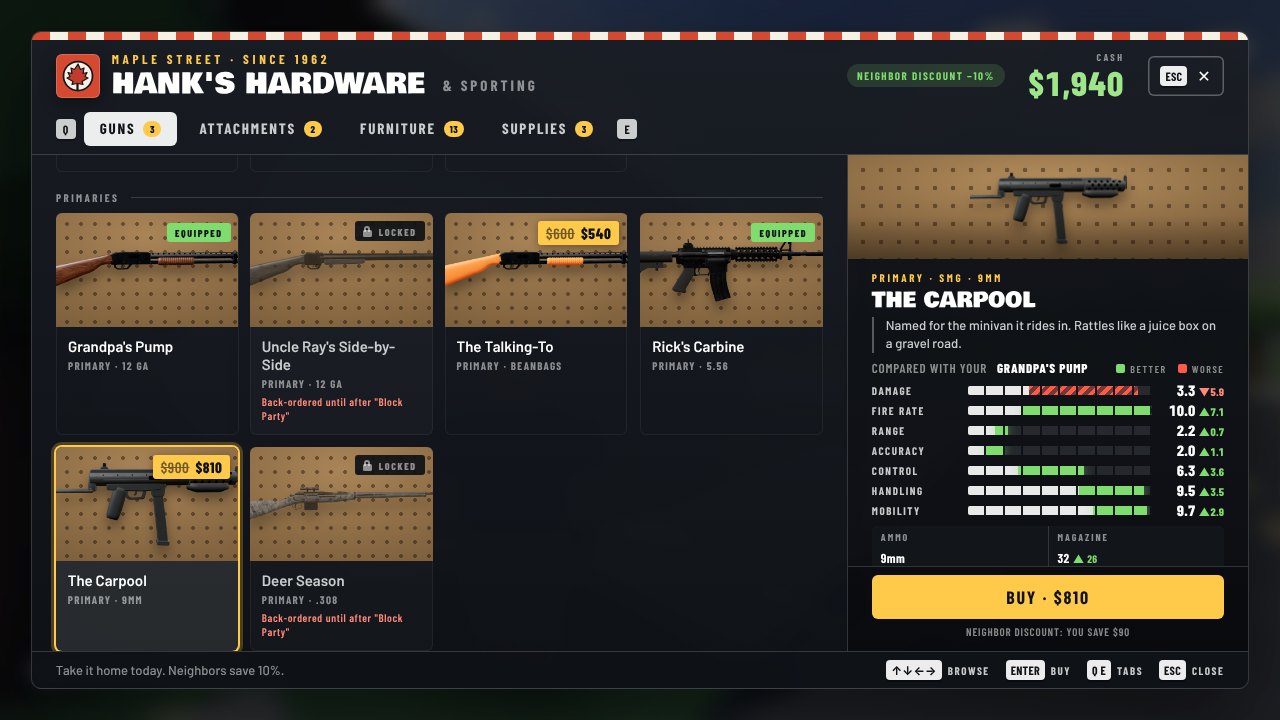 MAPLE STREET · SINCE 1962
HANK'S HARDWARE & SPORTING
NEIGHBOR DISCOUNT −10%
CASH
$1,940
ESC ✕
Q GUNS 3 ATTACHMENTS 2 FURNITURE 13 SUPPLIES 3 E
PRIMARIES
EQUIPPED
Grandpa's Pump
PRIMARY · 12 GA
LOCKED
Uncle Ray's Side-by-
Side
PRIMARY · 12 GA
Back-ordered until after "Block
Party"
$600 $540
The Talking-To
PRIMARY · BEANBAGS
EQUIPPED
Rick's Carbine
PRIMARY · 5.56
$900 $810
The Carpool
PRIMARY · 9MM
LOCKED
Deer Season
PRIMARY · .308
Back-ordered until after "Block
Party"
PRIMARY · SMG · 9MM
THE CARPOOL
Named for the minivan it rides in. Rattles like a juice box on
a gravel road.
COMPARED WITH YOUR GRANDPA'S PUMP BETTER WORSE
DAMAGE 3.3 ▼5.9
FIRE RATE 10.0 ▲7.1
RANGE 2.2 ▲0.7
ACCURACY 2.0 ▲1.1
CONTROL 6.3 ▲3.6
HANDLING 9.5 ▲3.5
MOBILITY 9.7 ▲2.9
AMMO
9mm
MAGAZINE
32 ▲ 26
BUY · $810
NEIGHBOR DISCOUNT: YOU SAVE $90
Take it home today. Neighbors save 10%.
↑↓←→ BROWSE ENTER BUY Q E TABS ESC CLOSE